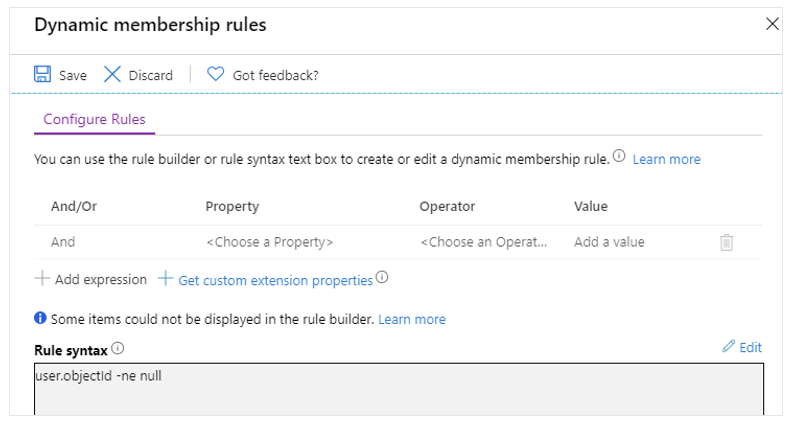 Dynamic membership rules
Save Discard Got feedback?
Configure Rules
You can use the rule builder or rule syntax text box to create or edit a dynamic membership rule. Learn more
And/Or Property Operator Value
And <Choose a Property> <Choose an Operat... Add a value
Add expression Get custom extension properties
Some items could not be displayed in the rule builder. Learn more
Rule syntax Edit
user.objectId -ne null